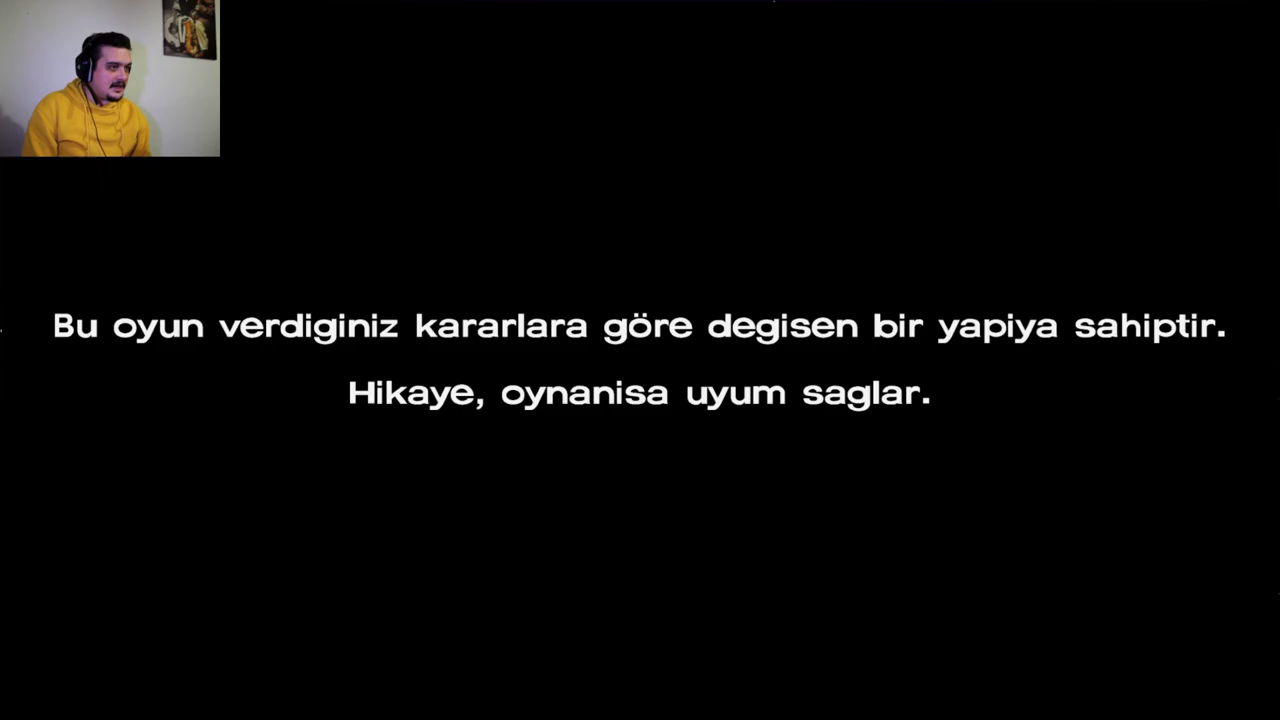 Bu oyun verdiginiz kararlara göre degisen bir yapiya sahiptir.
Hikaye, oynanisa uyum saglar.